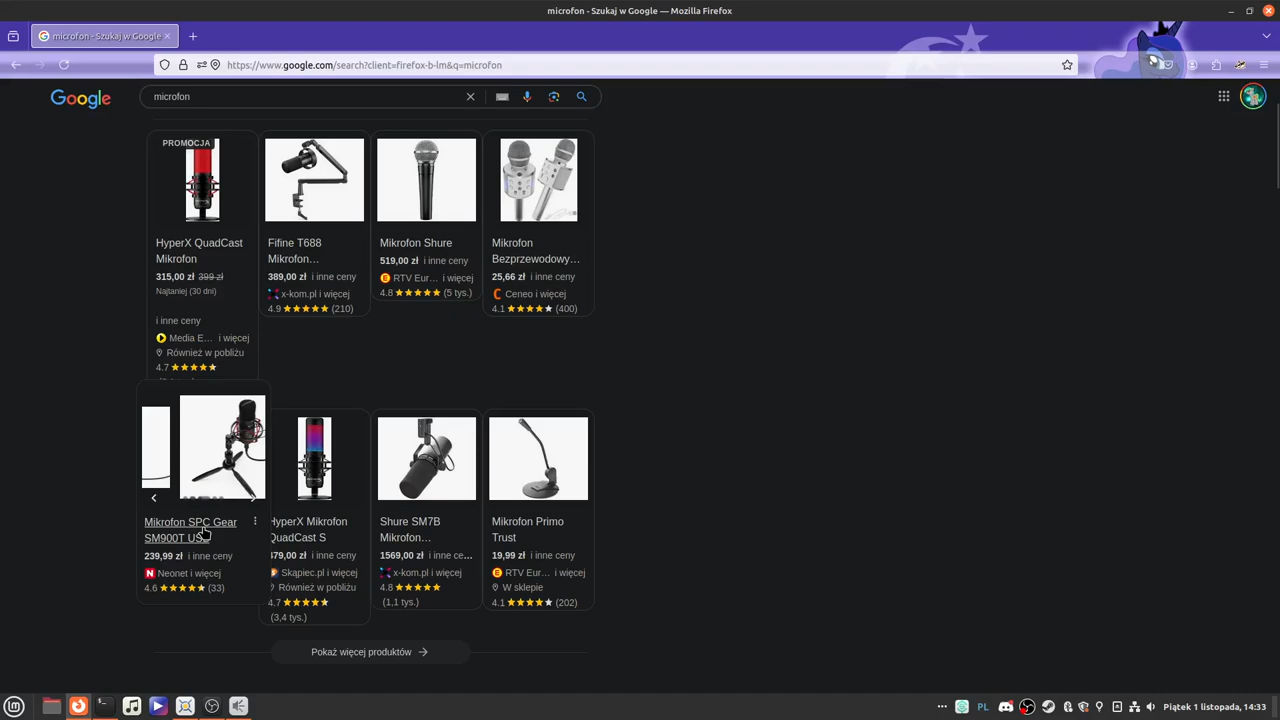 microfon - Szukaj w Google — Mozilla Firefox
microfon - Szukaj w Google
https://www.google.com/search?client=firefox-b-lm&q=microfon
Google
microfon
PROMOCJA
HyperX QuadCast
Mikrofon
315,00 zł 399 zł
Najtaniej (30 dni)
i inne ceny
Media E... i więcej
Również w pobliżu
4.7
Fifine T688
Mikrofon…
389,00 zł i inne ceny
x-kom.pl i więcej
4.9 (210)
Mikrofon Shure
519,00 zł i inne ceny
RTV Eur... i więcej
4.8 (5 tys.)
Mikrofon
Bezprzewodowy…
25,66 zł i inne ceny
Ceneo i więcej
4.1 (400)
Mikrofon SPC Gear
SM900T USB
239,99 zł i inne ceny
Neonet i więcej
4.6 (33)
HyperX Mikrofon
QuadCast S
479,00 zł i inne ceny
Skąpiec.pl i więcej
Również w pobliżu
4.7
(3,4 tys.)
Shure SM7B
Mikrofon…
1569,00 zł i inne ce...
x-kom.pl i więcej
4.8
(1,1 tys.)
Mikrofon Primo
Trust
19,99 zł i inne ceny
RTV Eur... i więcej
W sklepie
4.1 (202)
Pokaż więcej produktów
PL
Piątek 1 listopada, 14:33